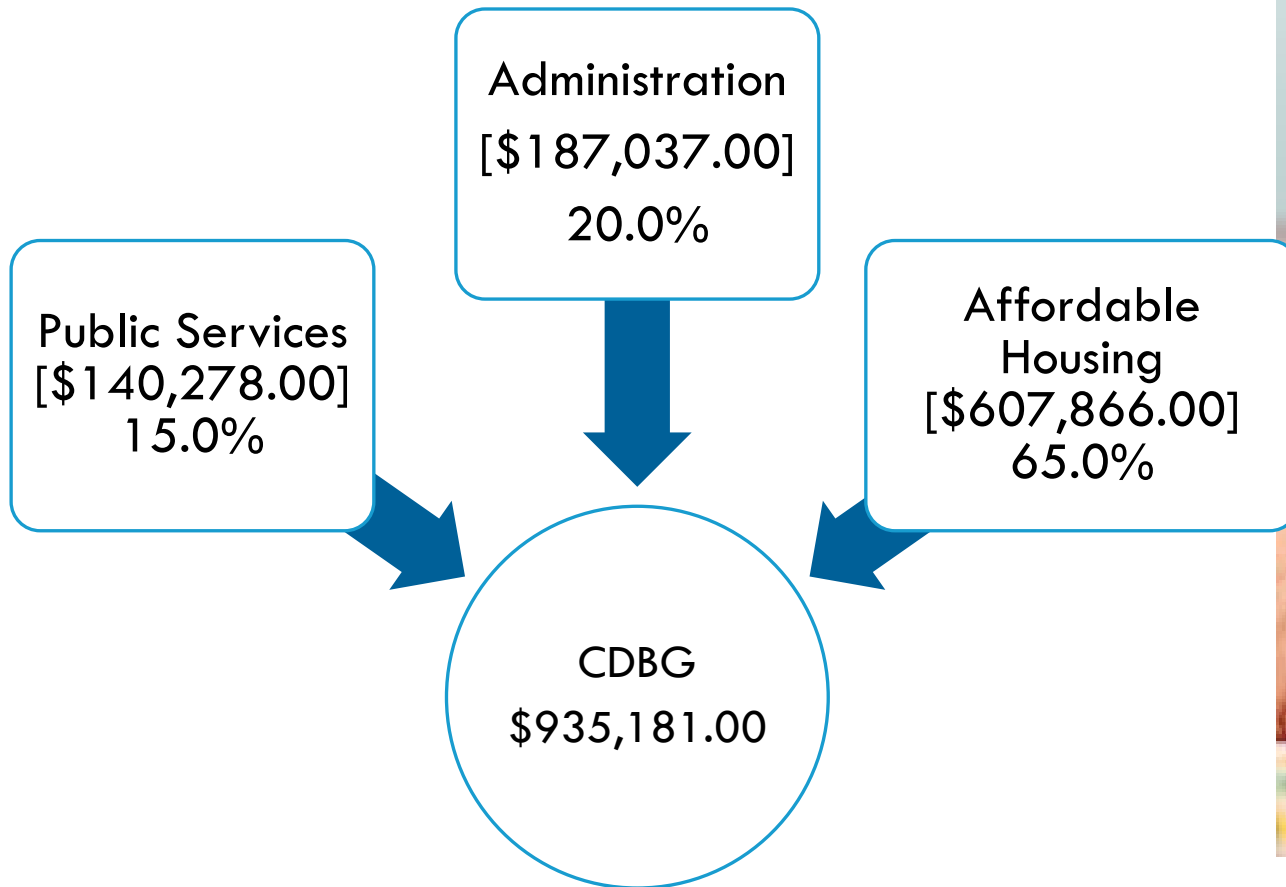 Administration
[$187,037.00]
20.0%
Public Services
[$140,278.00]
15.0%
Affordable
Housing
[$607,866.00]
65.0%
CDBG
$935,181.00